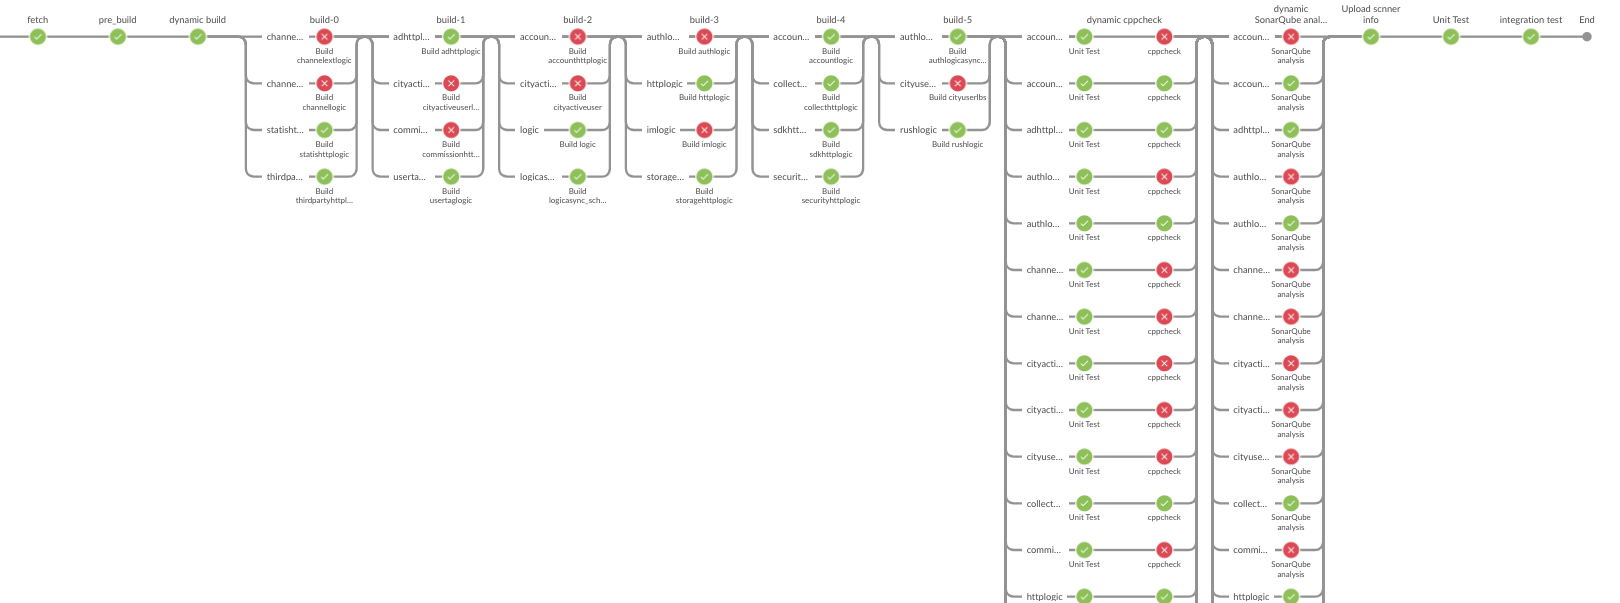 fetch
pre_build
dynamic build
build-0
build-1
build-2
build-3
build-4
build-5
dynamic cppcheck
dynamic
SonarQube anal...
Upload scnner
info
Unit Test
integration test
End
channe...
Build
channelextlogic
channe...
Build
channellogic
statisht...
Build
statishttplogic
thirdpa...
Build
thirdpartyhttpl...
adhttpl...
Build adhttplogic
cityacti...
Build
cityactiveuserl...
commi...
Build
commissionhtt...
userta...
Build
usertaglogic
accoun...
Build
accounthttplogic
cityacti...
Build
cityactiveuser
logic
Build logic
logicas...
Build
logicasync_sch...
authlo...
Build authlogic
httplogic
Build httplogic
imlogic
Build imlogic
storage...
Build
storagehttplogic
accoun...
Build
accountlogic
collect...
Build
collecthttplogic
sdkhtt...
Build
sdkhttplogic
securit...
Build
securityhttplogic
authlo...
Build
authlogicasync...
cityuse...
Build cityuserlbs
rushlogic
Build rushlogic
accoun...
Unit Test
cppcheck
accoun...
Unit Test
cppcheck
adhttpl...
Unit Test
cppcheck
authlo...
Unit Test
cppcheck
authlo...
Unit Test
cppcheck
channe...
Unit Test
cppcheck
channe...
Unit Test
cppcheck
cityacti...
Unit Test
cppcheck
cityacti...
Unit Test
cppcheck
cityuse...
Unit Test
cppcheck
collect...
Unit Test
cppcheck
commi...
Unit Test
cppcheck
httplogic
accoun...
SonarQube
analysis
accoun...
SonarQube
analysis
adhttpl...
SonarQube
analysis
authlo...
SonarQube
analysis
authlo...
SonarQube
analysis
channe...
SonarQube
analysis
channe...
SonarQube
analysis
cityacti...
SonarQube
analysis
cityacti...
SonarQube
analysis
cityuse...
SonarQube
analysis
collect...
SonarQube
analysis
commi...
SonarQube
analysis
httplogic